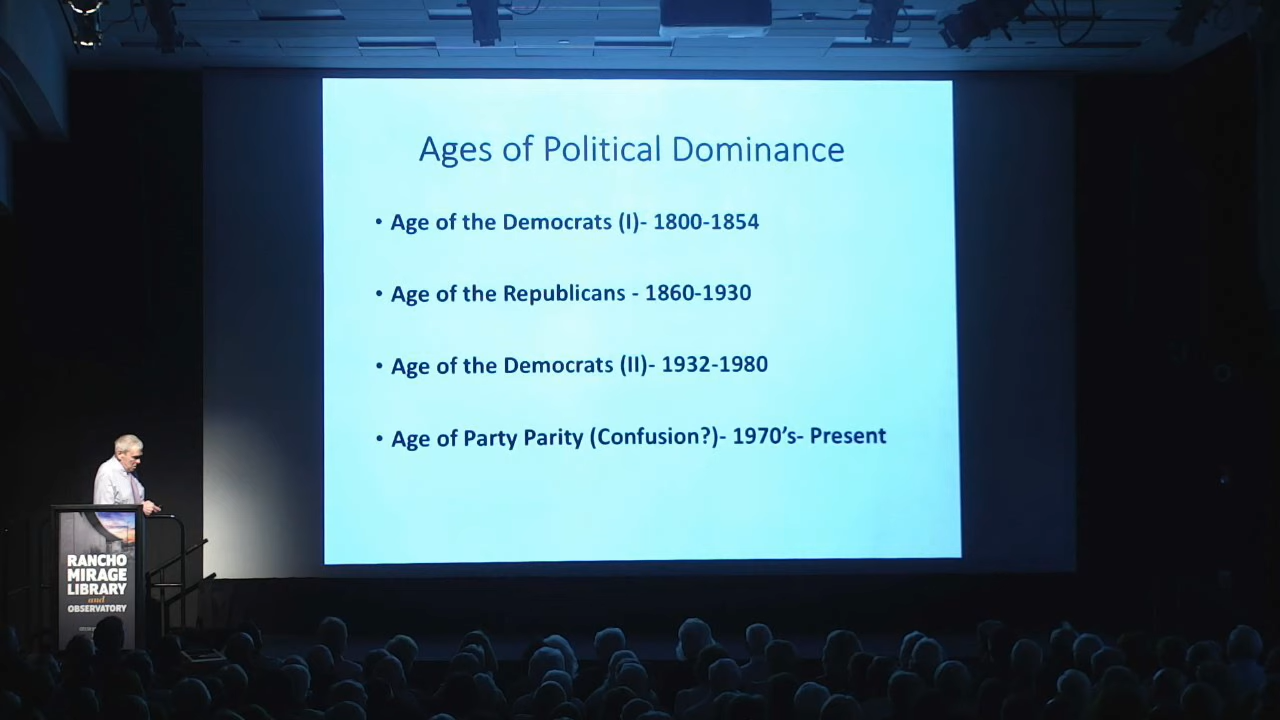 Ages of Political Dominance
• Age of the Democrats (I)- 1800-1854
• Age of the Republicans - 1860-1930
• Age of the Democrats (II)- 1932-1980
• Age of Party Parity (Confusion?)- 1970's- Present
RANCHO
MIRAGE
LIBRARY
and
OBSERVATORY